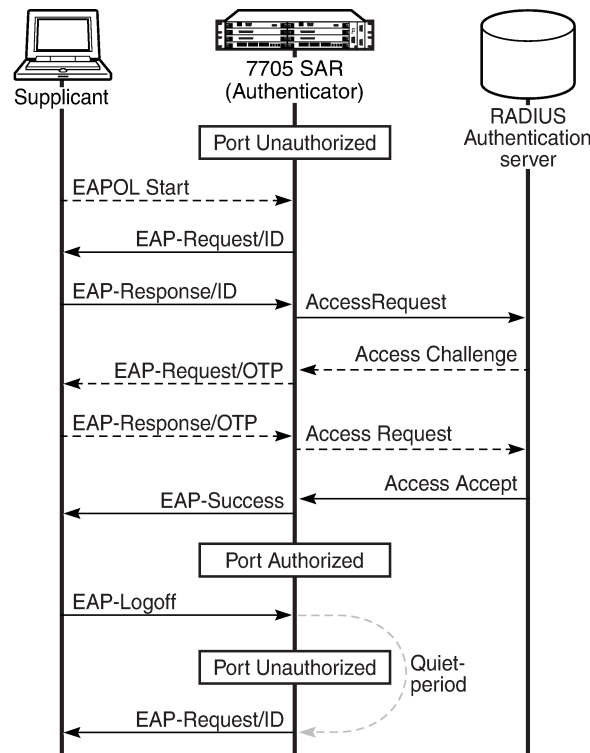 Supplicant
7705 SAR
(Authenticator)
RADIUS
Authentication
server
Port Unauthorized
EAPOL Start
EAP-Request/ID
EAP-Response/ID
AccessRequest
Access Challenge
EAP-Request/OTP
EAP-Response/OTP
Access Request
Access Accept
EAP-Success
Port Authorized
EAP-Logoff
Port Unauthorized
Quiet-
period
EAP-Request/ID